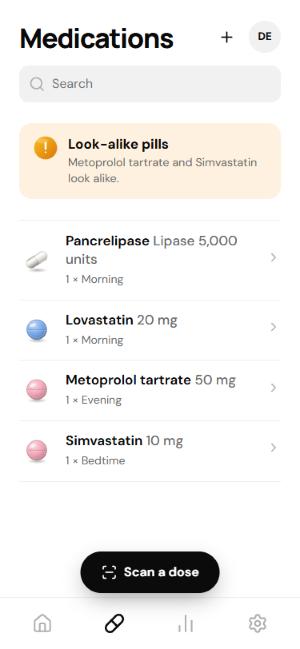 Medications
DE
Search
Look-alike pills
Metoprolol tartrate and Simvastatin
look alike.
Pancrelipase Lipase 5,000
units
1 × Morning
Lovastatin 20 mg
1 × Morning
Metoprolol tartrate 50 mg
1 × Evening
Simvastatin 10 mg
1 × Bedtime
Scan a dose